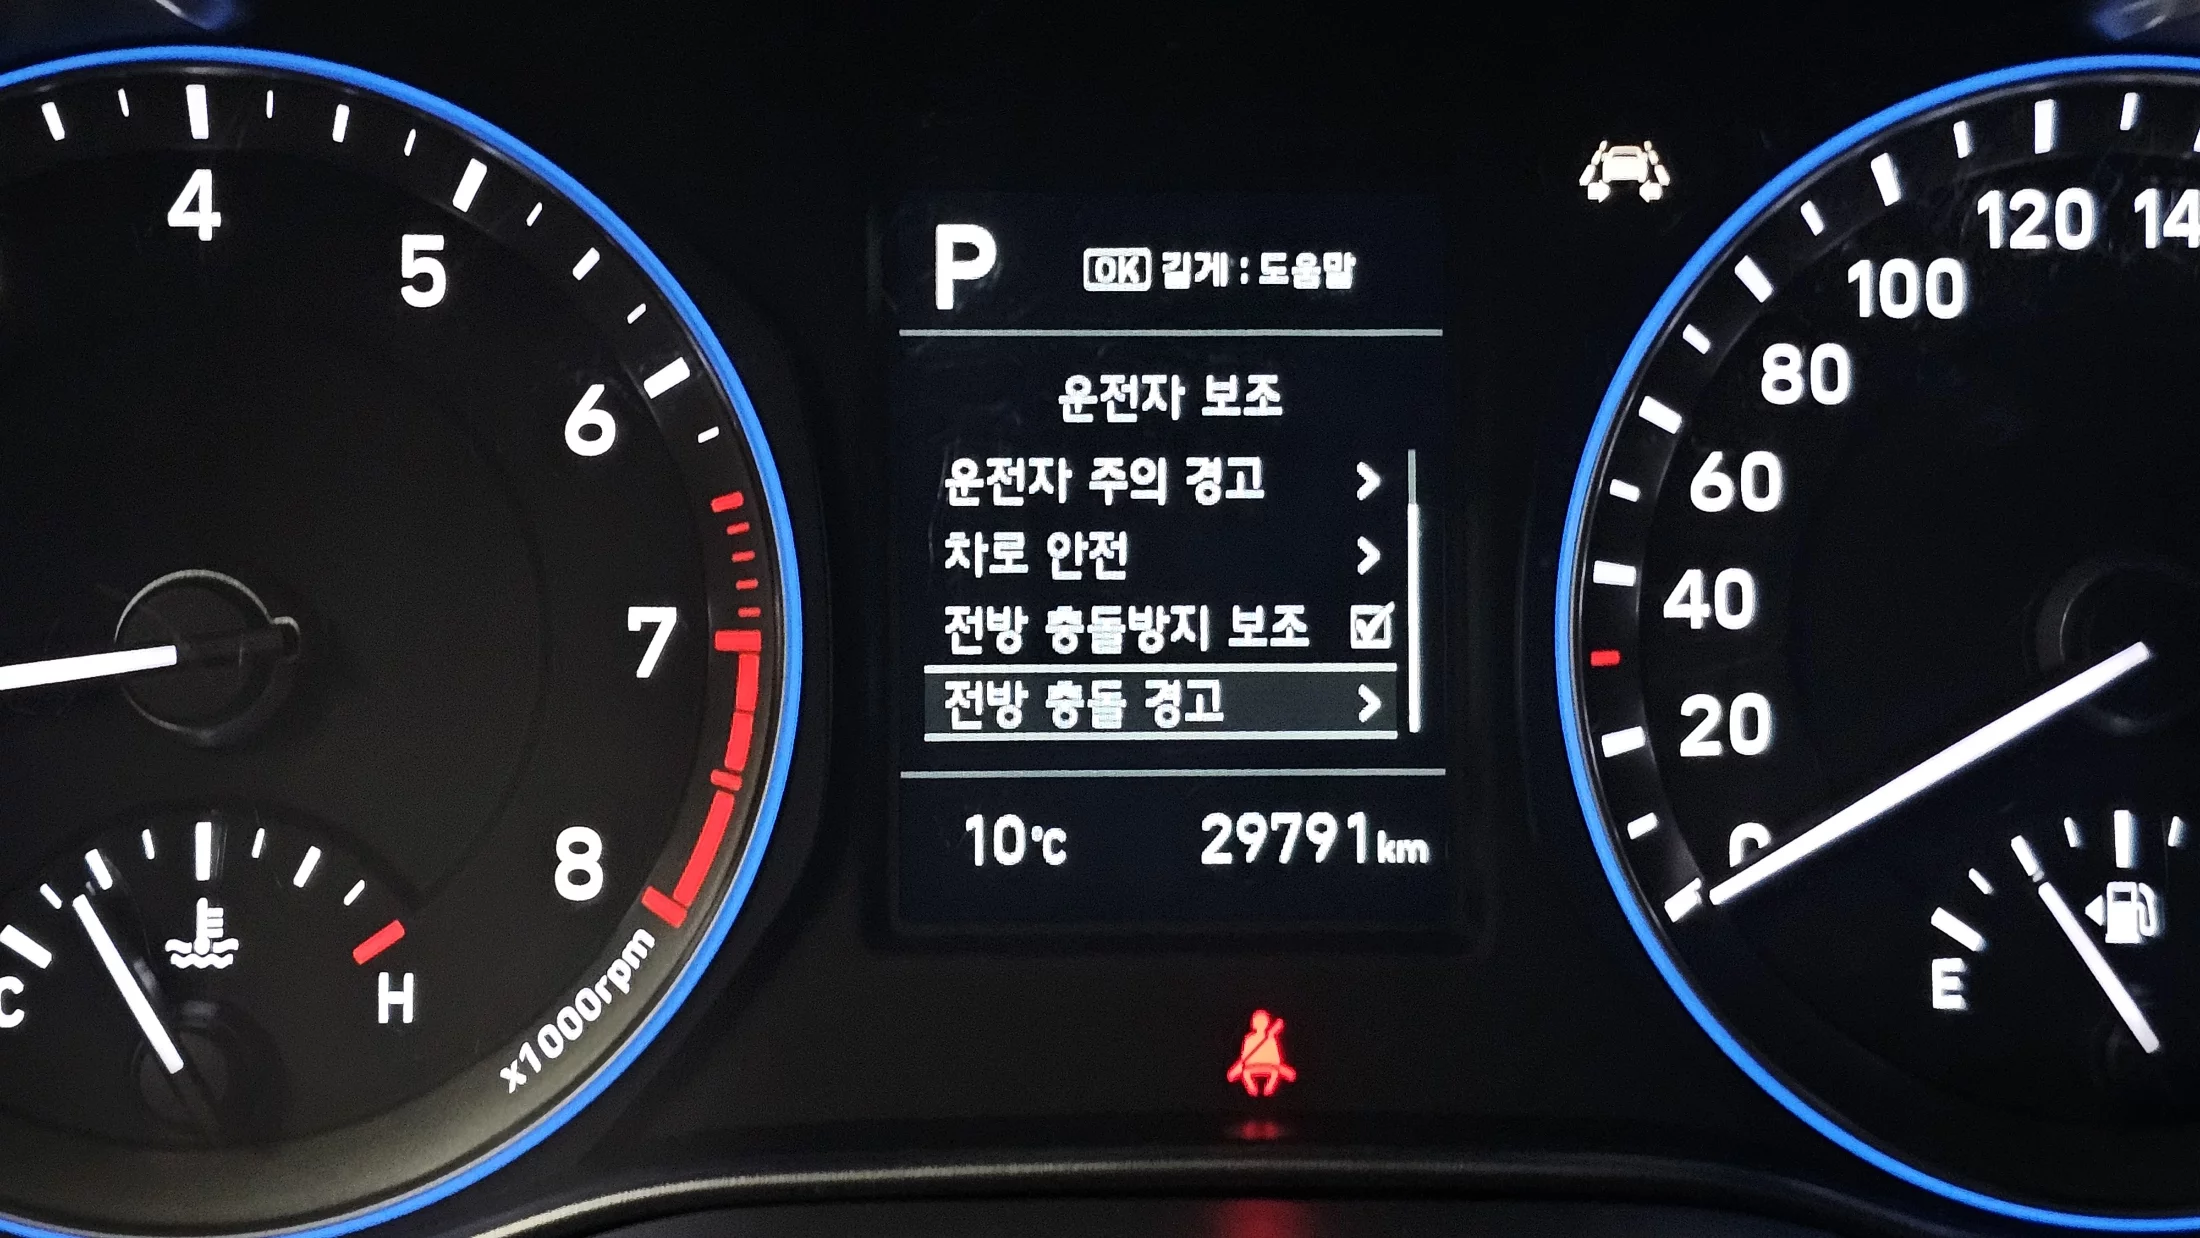 4
5
6
7
8
x1000rpm
C
H
P
OK 길게 : 도움말
운전자 보조
운전자 주의 경고
차로 안전
전방 충돌방지 보조
전방 충돌 경고
10℃ 29791km
14
120
100
80
60
40
20
0
E